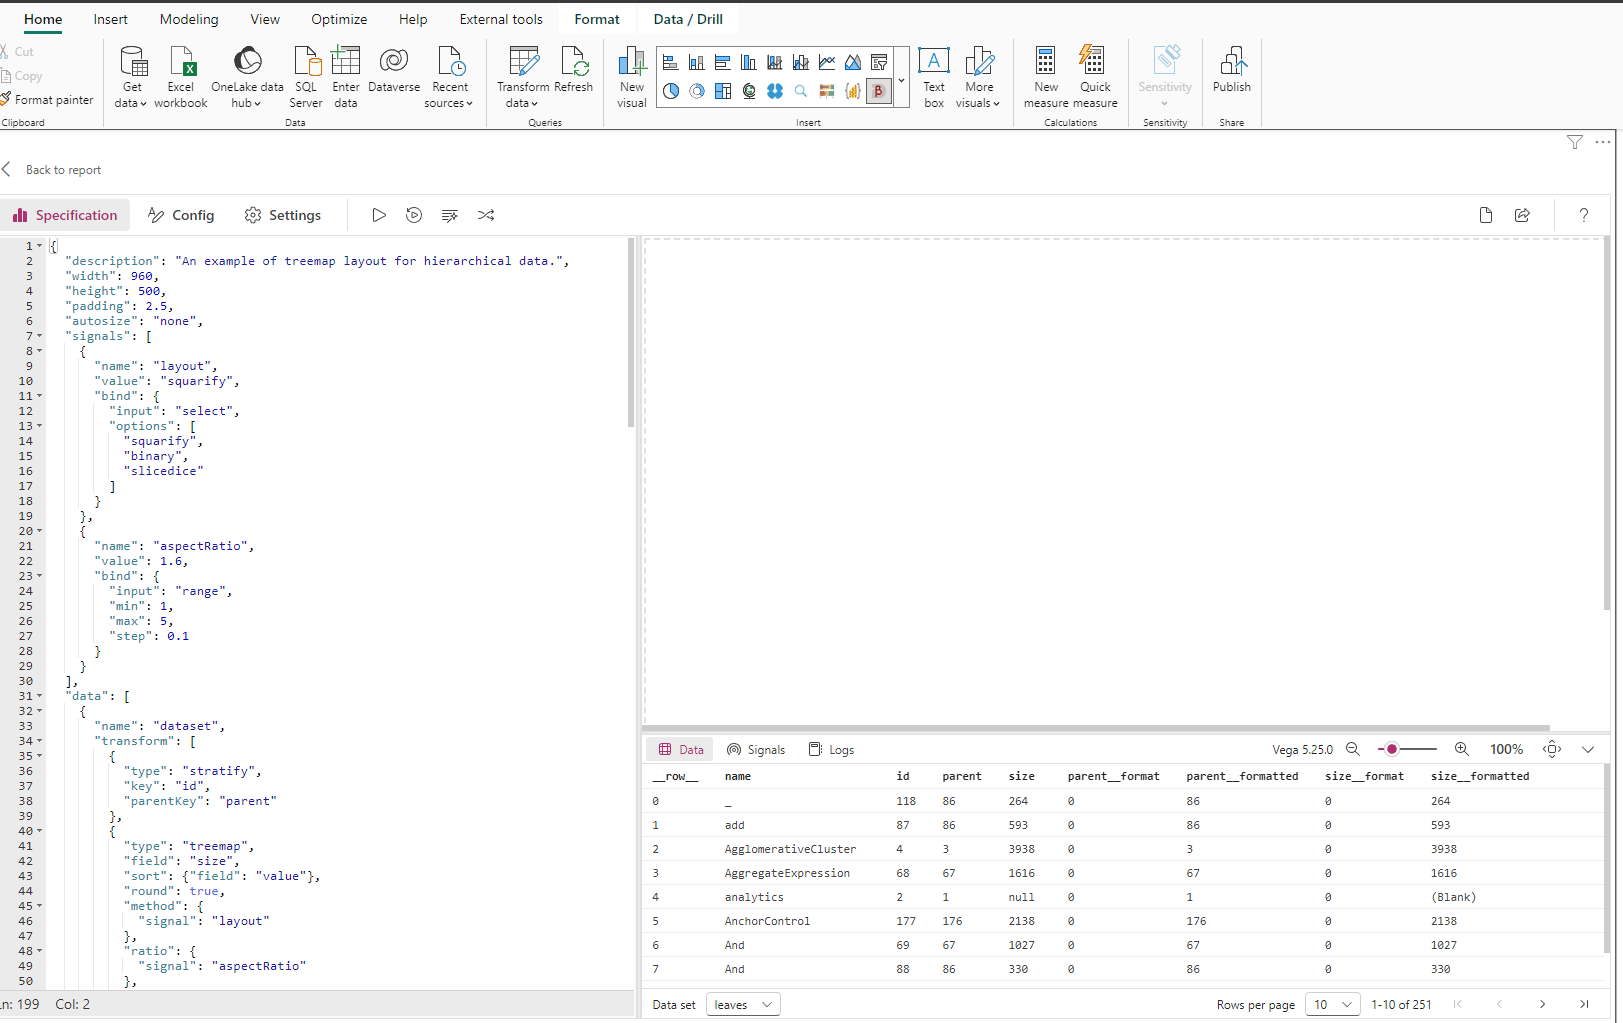 Home Insert Modeling View Optimize Help External tools Format Data / Drill
Cut
Copy
Format painter
Clipboard
Get data
Excel workbook
OneLake data hub
SQL Server
Enter data
Dataverse
Recent sources
Data
Transform data
Refresh
Queries
New visual
Text box
More visuals
Insert
New measure
Quick measure
Calculations
Sensitivity
Sensitivity
Publish
Share
Back to report
Specification Config Settings
1 {
2 "description": "An example of treemap layout for hierarchical data.",
3 "width": 960,
4 "height": 500,
5 "padding": 2.5,
6 "autosize": "none",
7 "signals": [
8 {
9 "name": "layout",
10 "value": "squarify",
11 "bind": {
12 "input": "select",
13 "options": [
14 "squarify",
15 "binary",
16 "slicedice"
17 ]
18 }
19 },
20 {
21 "name": "aspectRatio",
22 "value": 1.6,
23 "bind": {
24 "input": "range",
25 "min": 1,
26 "max": 5,
27 "step": 0.1
28 }
29 }
30 ],
31 "data": [
32 {
33 "name": "dataset",
34 "transform": [
35 {
36 "type": "stratify",
37 "key": "id",
38 "parentKey": "parent"
39 },
40 {
41 "type": "treemap",
42 "field": "size",
43 "sort": {"field": "value"},
44 "round": true,
45 "method": {
46 "signal": "layout"
47 },
48 "ratio": {
49 "signal": "aspectRatio"
50 },
n: 199 Col: 2
Data Signals Logs Vega 5.25.0 100%
__row__ name id parent size parent__format parent__formatted size__format size__formatted
0 _ 118 86 264 0 86 0 264
1 add 87 86 593 0 86 0 593
2 AgglomerativeCluster 4 3 3938 0 3 0 3938
3 AggregateExpression 68 67 1616 0 67 0 1616
4 analytics 2 1 null 0 1 0 (Blank)
5 AnchorControl 177 176 2138 0 176 0 2138
6 And 69 67 1027 0 67 0 1027
7 And 88 86 330 0 86 0 330
Data set leaves Rows per page 10 1-10 of 251